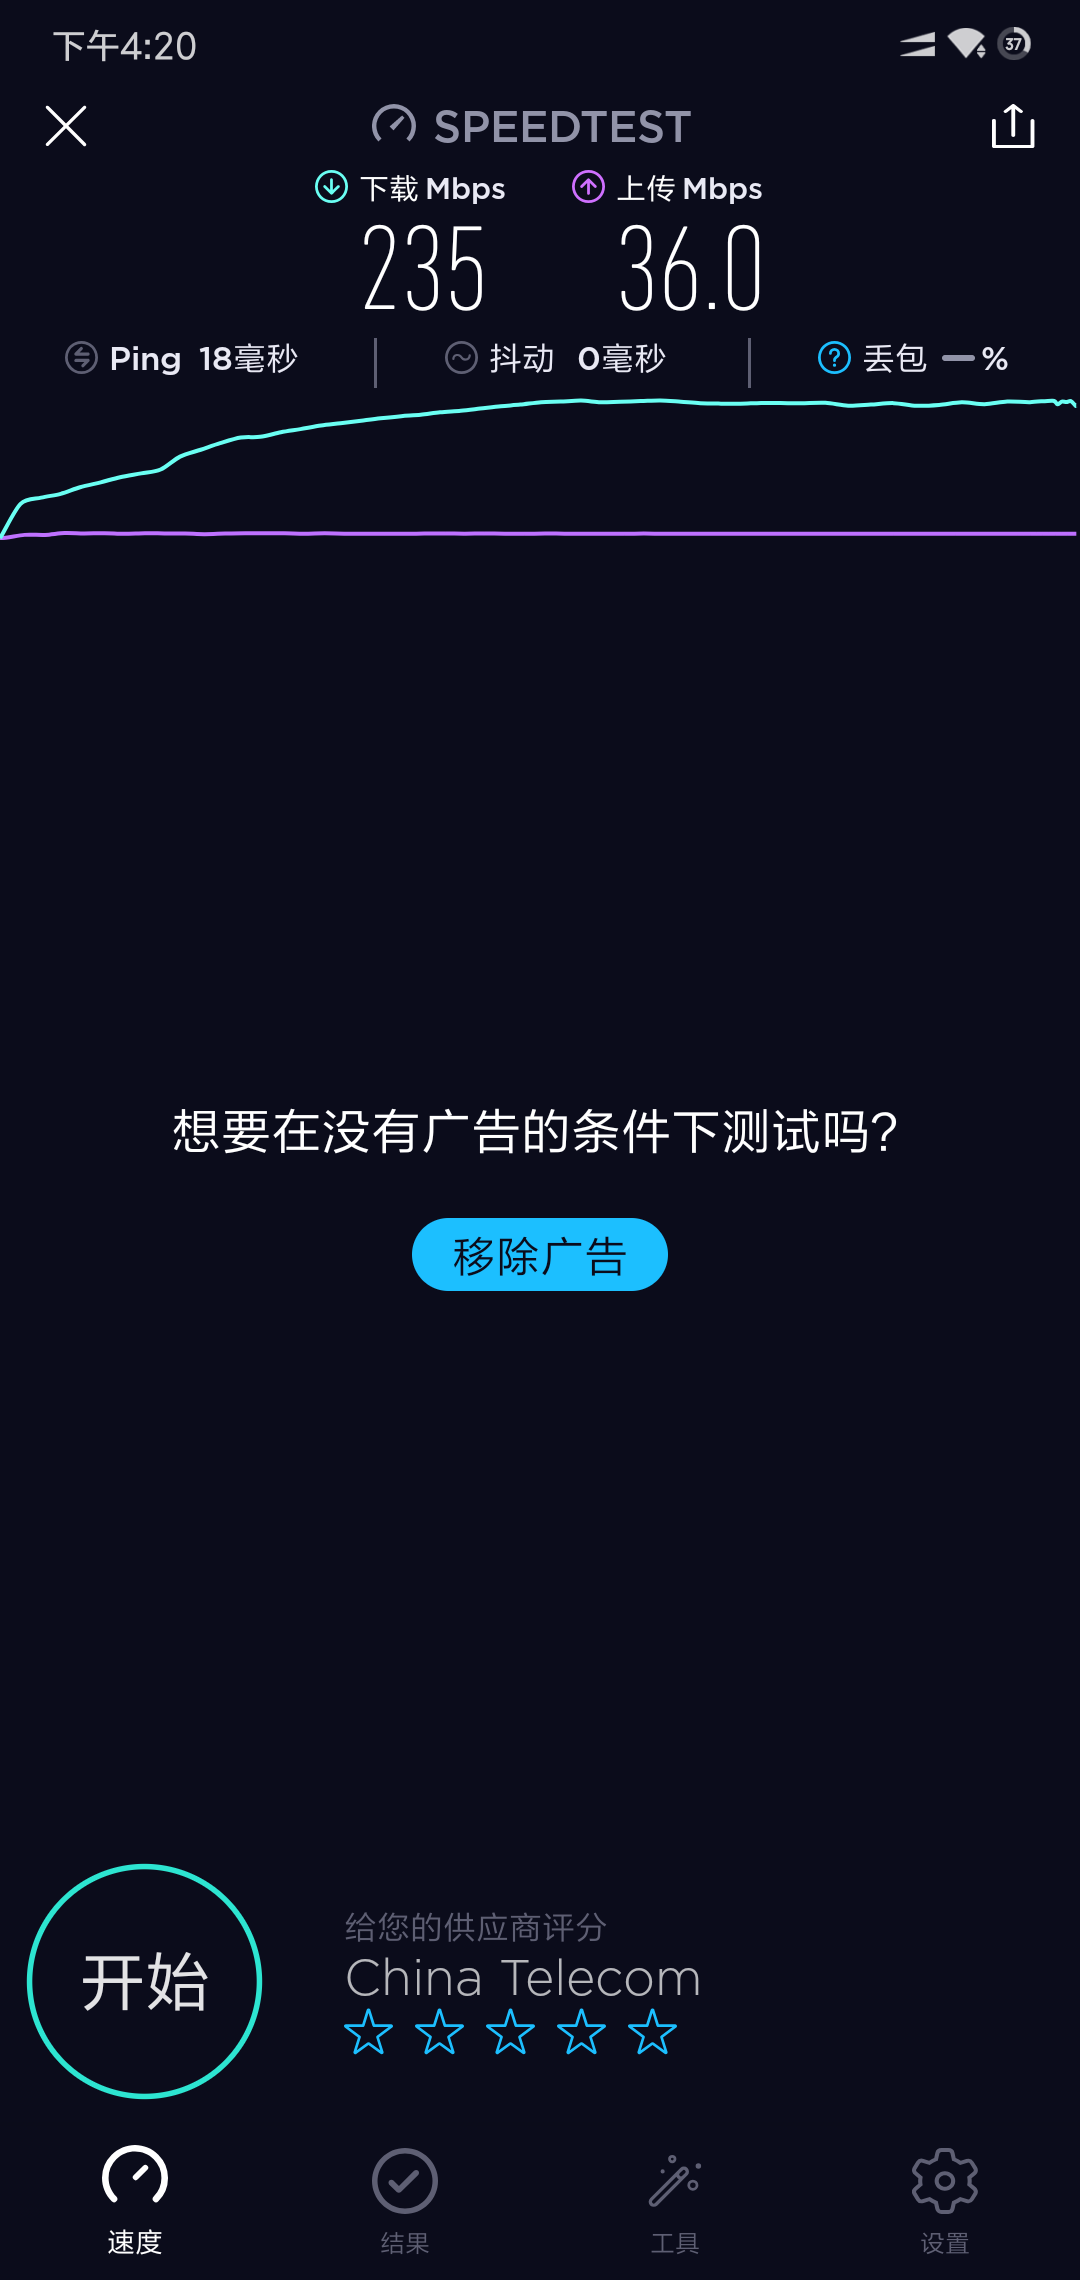 下午4:20 37
SPEEDTEST
下载 Mbps 上传 Mbps
235 36.0
Ping 18毫秒 抖动 0毫秒 丢包 —%
想要在没有广告的条件下测试吗?
移除广告
开始
给您的供应商评分
China Telecom
速度 结果 工具 设置